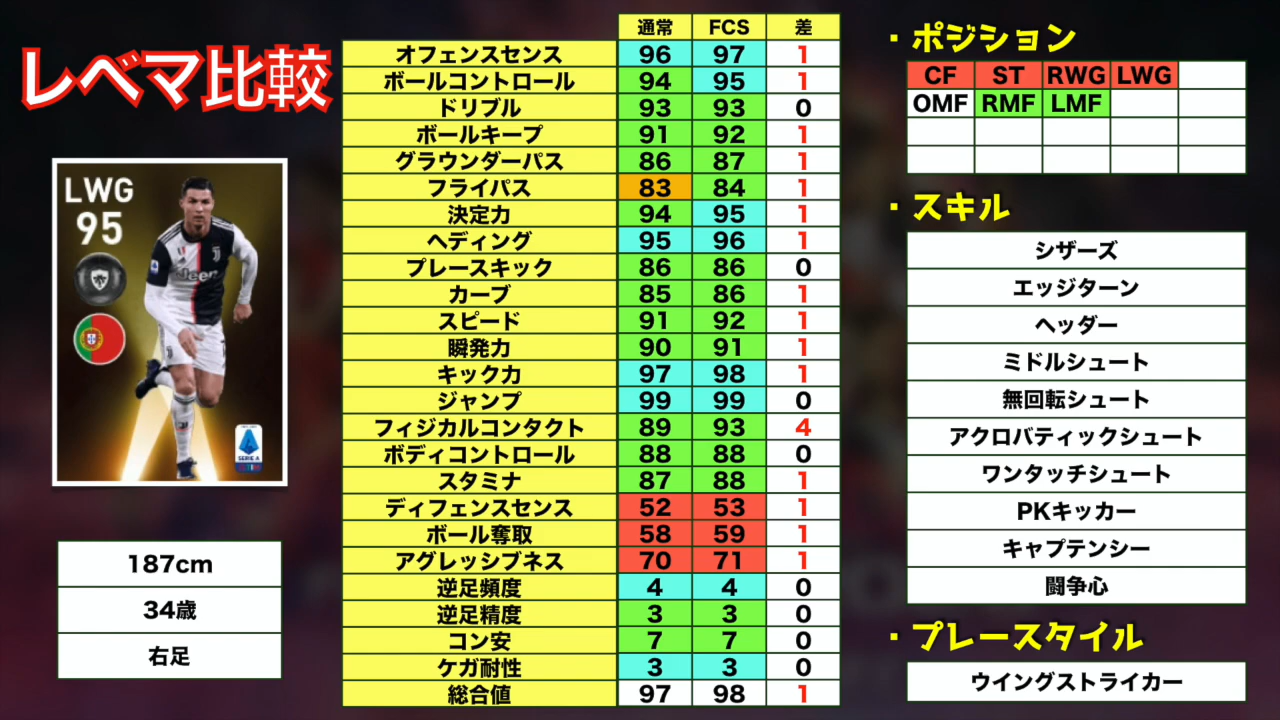 レベマ比較
LWG
95
SERIE A
187cm
34歳
右足
通常 FCS 差
オフェンスセンス 96 97 1
ボールコントロール 94 95 1
ドリブル 93 93 0
ボールキープ 91 92 1
グラウンダーパス 86 87 1
フライパス 83 84 1
決定力 94 95 1
ヘディング 95 96 1
プレースキック 86 86 0
カーブ 85 86 1
スピード 91 92 1
瞬発力 90 91 1
キック力 97 98 1
ジャンプ 99 99 0
フィジカルコンタクト 89 93 4
ボディコントロール 88 88 0
スタミナ 87 88 1
ディフェンスセンス 52 53 1
ボール奪取 58 59 1
アグレッシブネス 70 71 1
逆足頻度 4 4 0
逆足精度 3 3 0
コン安 7 7 0
ケガ耐性 3 3 0
総合値 97 98 1
・ポジション
CF ST RWG LWG
OMF RMF LMF
・スキル
シザーズ
エッジターン
ヘッダー
ミドルシュート
無回転シュート
アクロバティックシュート
ワンタッチシュート
PKキッカー
キャプテンシー
闘争心
・プレースタイル
ウイングストライカー